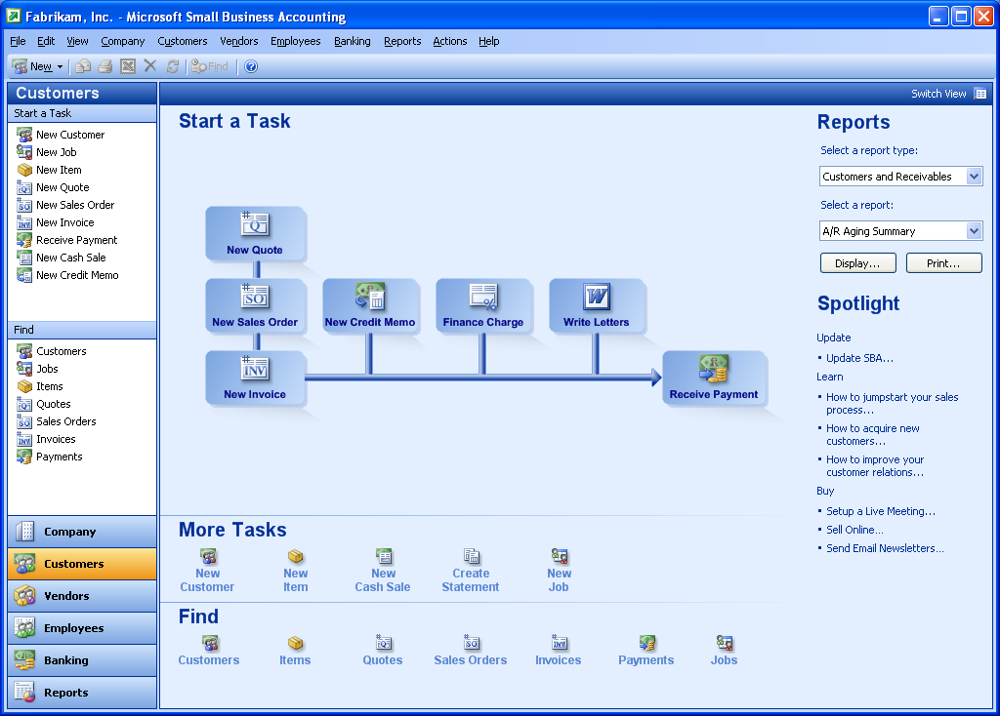 Fabrikam, Inc. - Microsoft Small Business Accounting
File Edit View Company Customers Vendors Employees Banking Reports Actions Help
New Find
Customers
Start a Task
New Customer
New Job
New Item
New Quote
New Sales Order
New Invoice
Receive Payment
New Cash Sale
New Credit Memo
Find
Customers
Jobs
Items
Quotes
Sales Orders
Invoices
Payments
Company
Customers
Vendors
Employees
Banking
Reports
Switch View
Start a Task
New Quote
New Sales Order
New Credit Memo
Finance Charge
Write Letters
New Invoice
Receive Payment
More Tasks
New
Customer
New
Item
New
Cash Sale
Create
Statement
New
Job
Find
Customers
Items
Quotes
Sales Orders
Invoices
Payments
Jobs
Reports
Select a report type:
Customers and Receivables
Select a report:
A/R Aging Summary
Display...
Print...
Spotlight
Update
• Update SBA...
Learn
• How to jumpstart your sales
process...
• How to acquire new
customers...
• How to improve your
customer relations...
Buy
• Setup a Live Meeting...
• Sell Online...
• Send Email Newsletters...